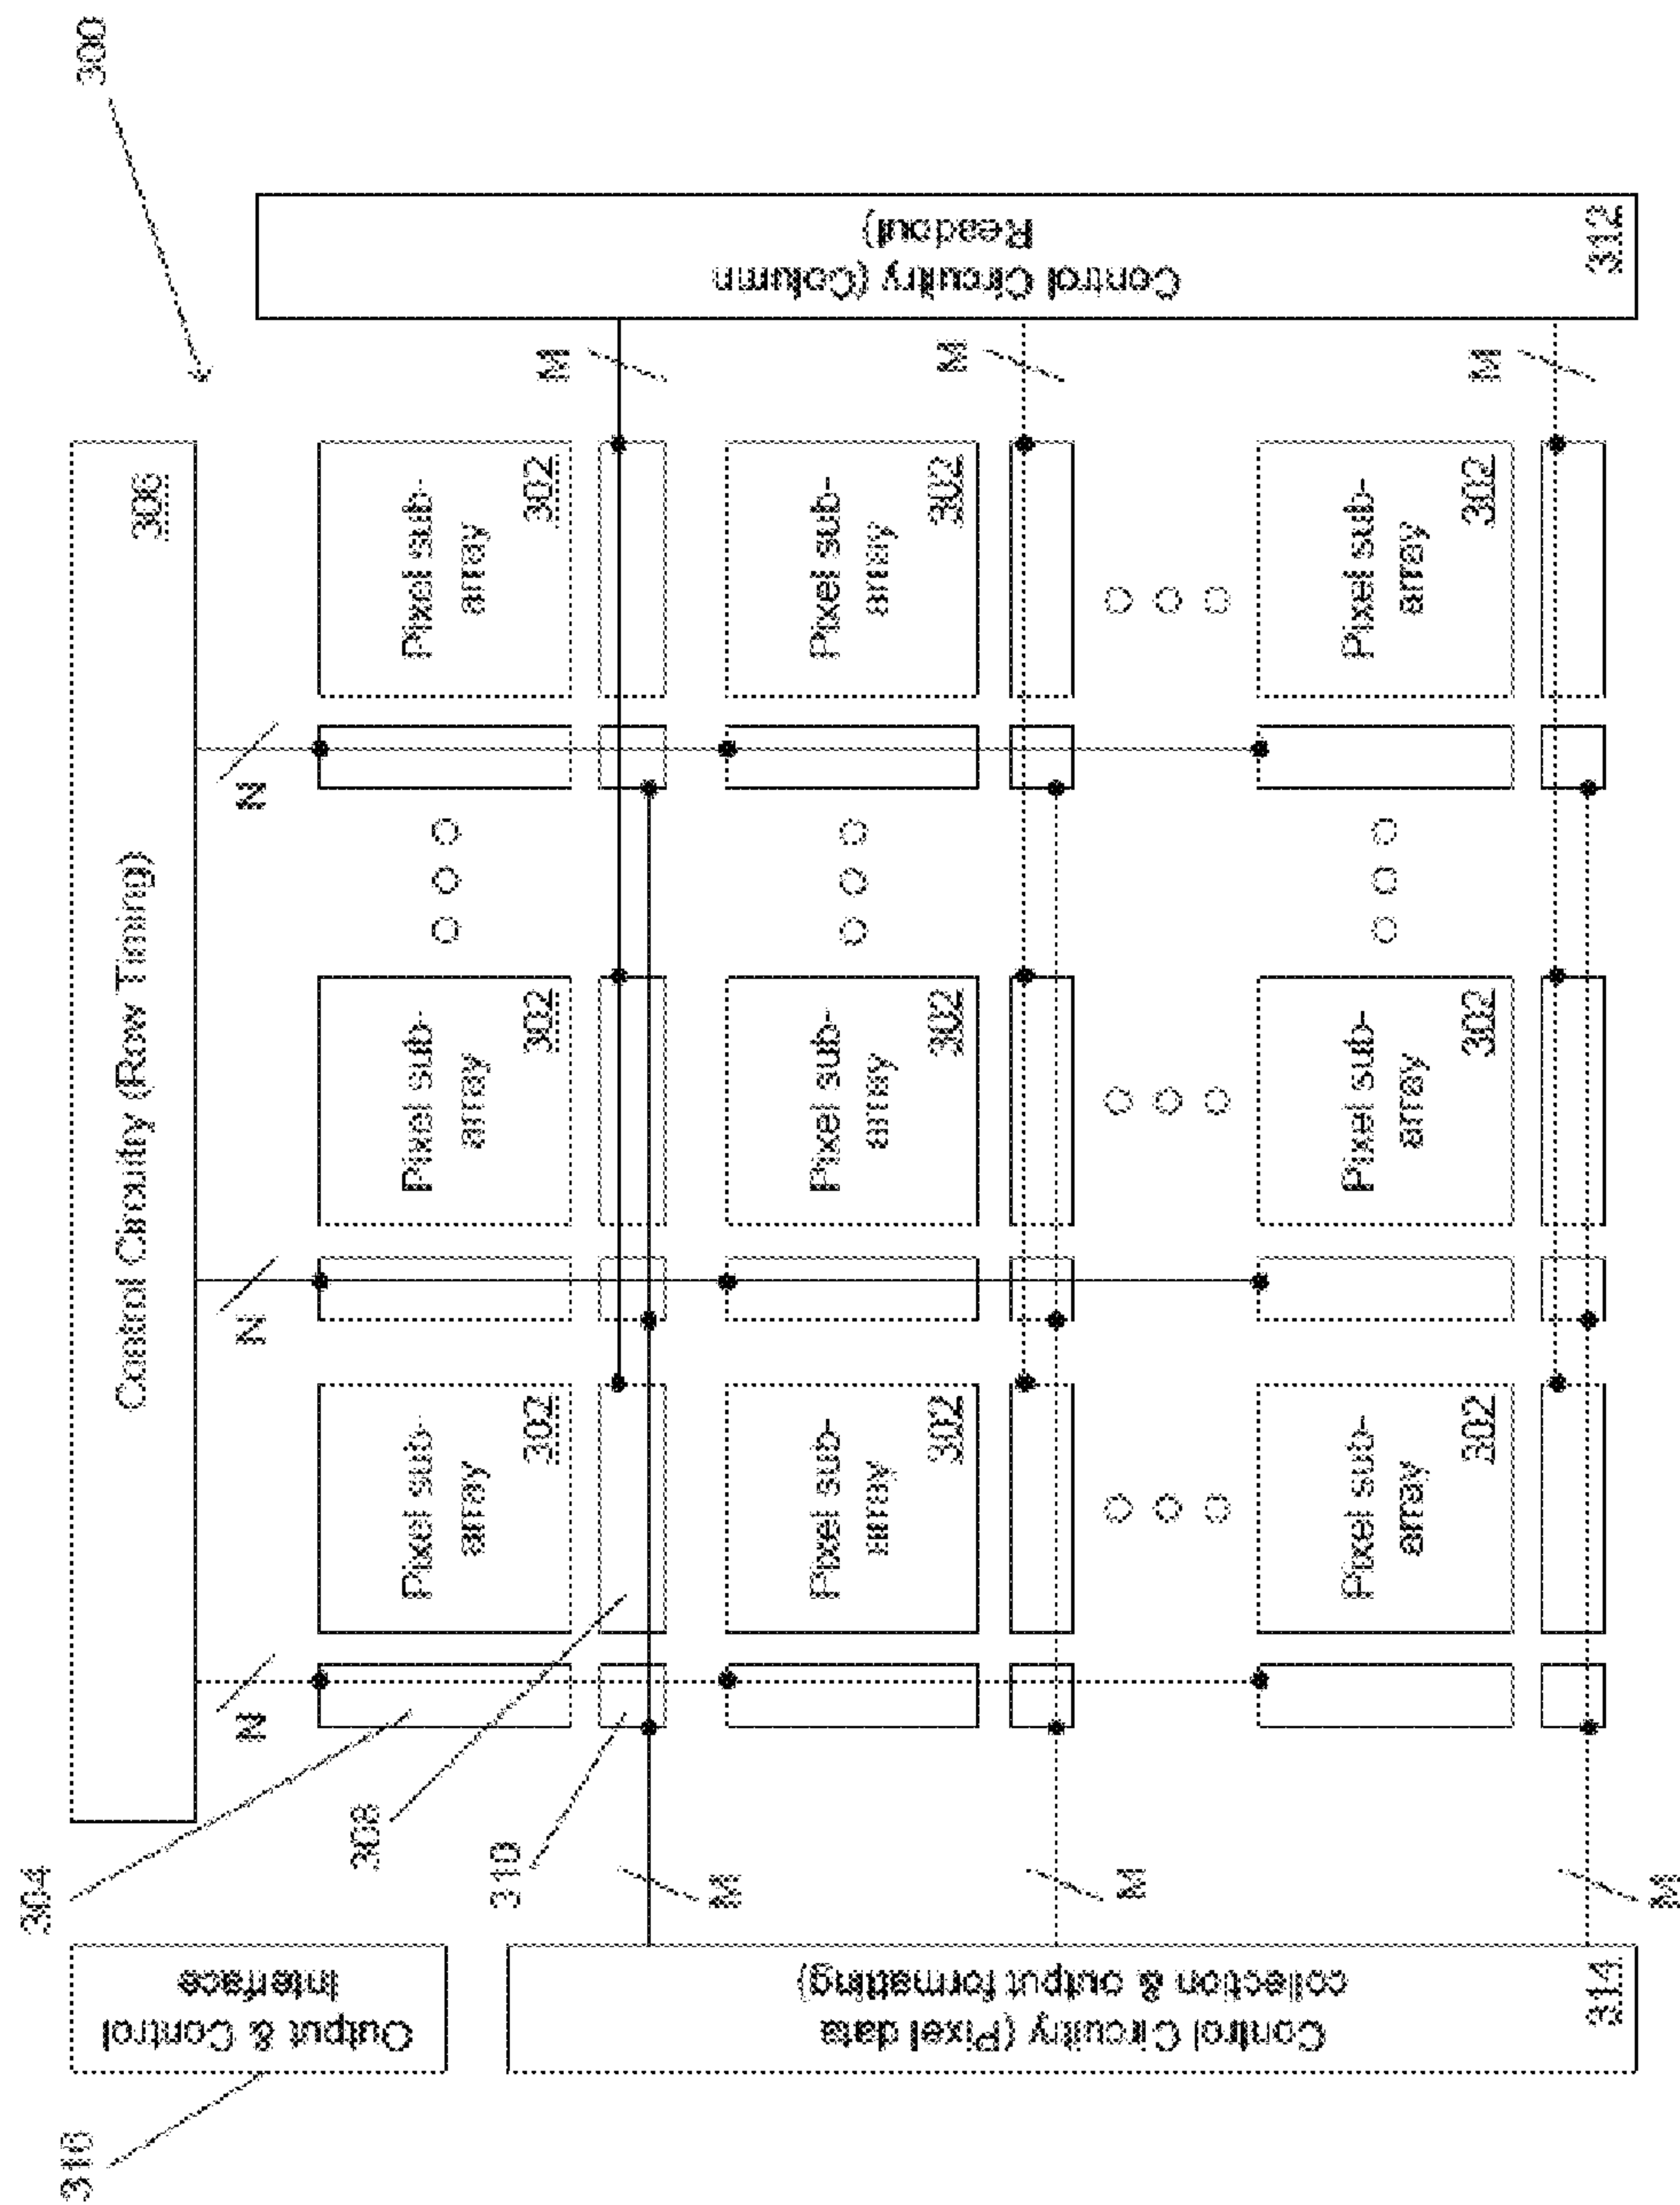 316
304
300
Output & Control
Interface
Control Circuitry (Row Timing)
306
N
N
N
308
310
Pixel sub-
array
302
Pixel sub-
array
302
Pixel sub-
array
302
M
M
Pixel sub-
array
302
Pixel sub-
array
302
Pixel sub-
array
302
M
M
Pixel sub-
array
302
Pixel sub-
array
302
Pixel sub-
array
302
M
M
Control Circuitry (Pixel data
collection & output formatting)
314
Control Circuitry (Column
Readout)
312